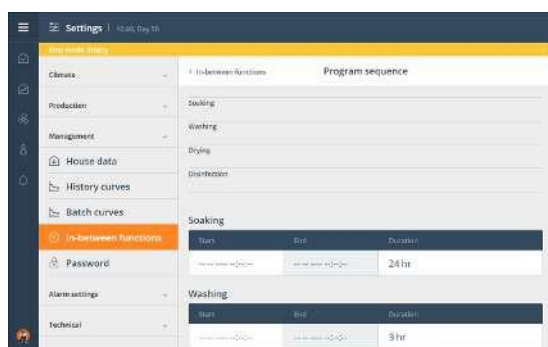 Settings
In-between functions
Program sequence
Climate
Production
Management
House data
History curves
Batch curves
In-between functions
Password
Alarm settings
Technical
Soaking
Washing
Drying
Disinfection
Soaking
Start End Duration
24 hr
Washing
Start End Duration
3 hr